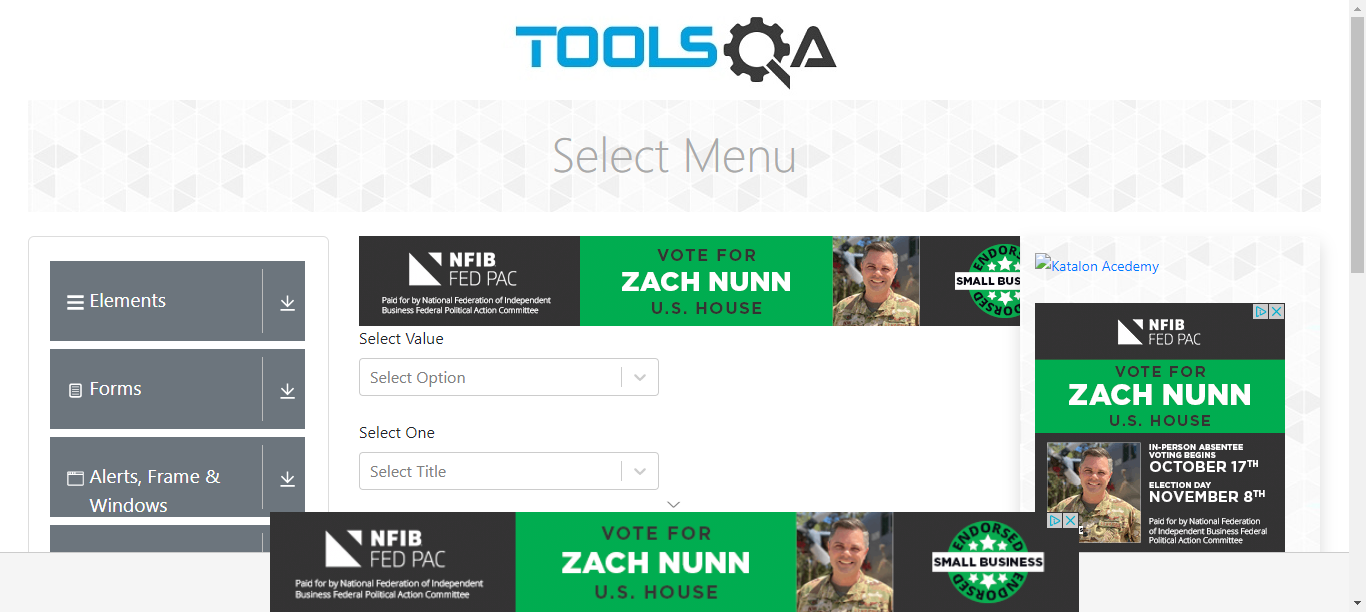 TOOLSQA
Select Menu
Elements
Forms
Alerts, Frame &
Windows
NFIB
FED PAC
Paid for by National Federation of Independent
Business Federal Political Action Committee
VOTE FOR
ZACH NUNN
U.S. HOUSE
ENDORSED
SMALL BUS
ENDORSED
Select Value
Select Option
Select One
Select Title
Katalon Acedemy
NFIB
FED PAC
VOTE FOR
ZACH NUNN
U.S. HOUSE
IN-PERSON ABSENTEE
VOTING BEGINS
OCTOBER 17TH
ELECTION DAY
NOVEMBER 8TH
Paid for by National Federation
of Independent Business Federal
Political Action Committee
NFIB
FED PAC
Paid for by National Federation of Independent
Business Federal Political Action Committee
VOTE FOR
ZACH NUNN
U.S. HOUSE
ENDORSED
SMALL BUSINESS
ENDORSED